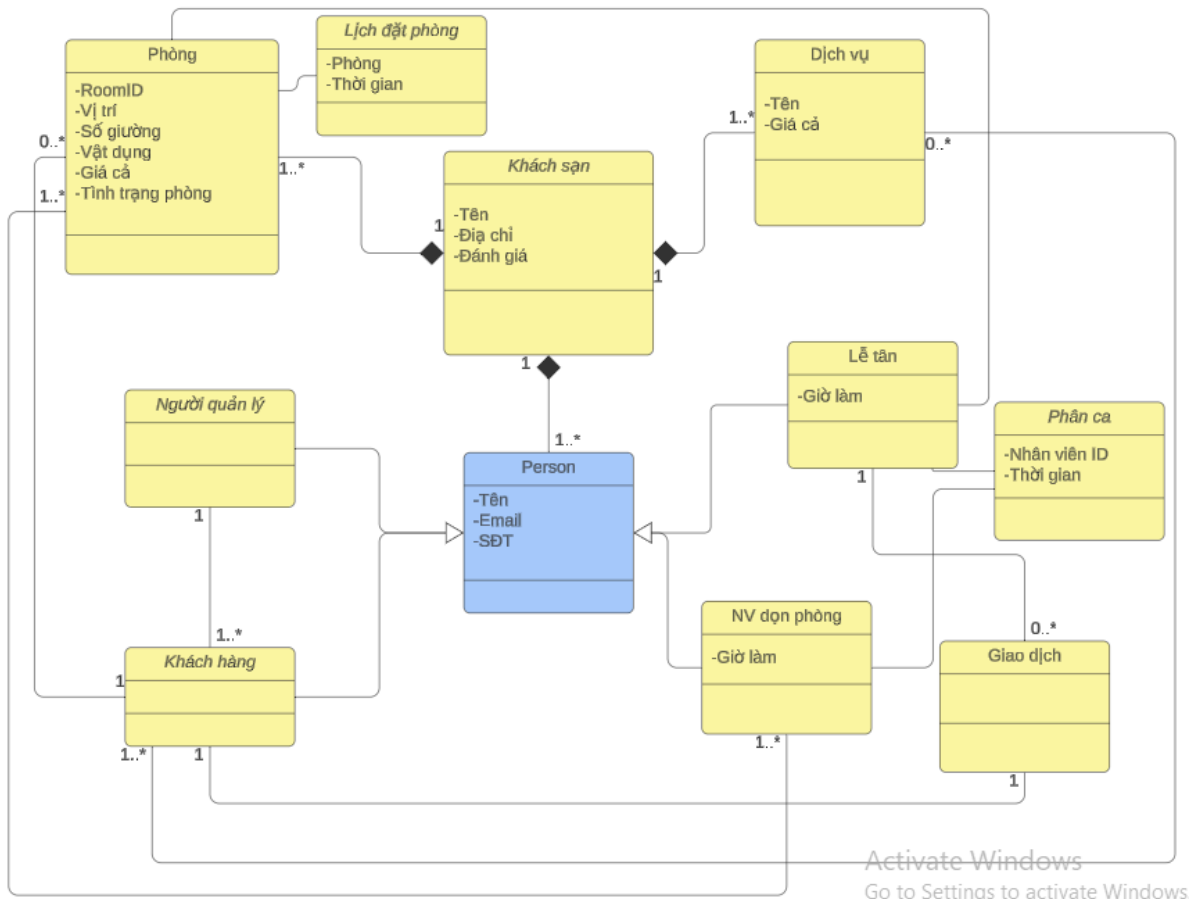 Phòng
-RoomID
-Vị trí
-Số giường
-Vật dụng
-Giá cả
-Tình trạng phòng
0..*
1..*
1..*
Lịch đặt phòng
-Phòng
-Thời gian
Khách sạn
-Tên
-Địa chỉ
-Đánh giá
1
1
1
Dịch vụ
-Tên
-Giá cả
1..*
0..*
Người quản lý
1
1..*
Person
-Tên
-Email
-SĐT
1..*
Lễ tân
-Giờ làm
1
Phân ca
-Nhân viên ID
-Thời gian
Khách hàng
1
1..*
1
NV dọn phòng
-Giờ làm
1..*
0..*
Giao dịch
1
Activate Windows
Go to Settings to activate Windows